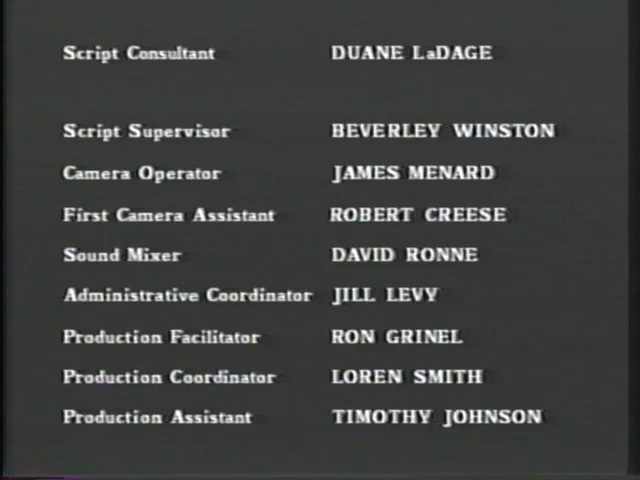 Script Consultant DUANE LaDAGE
Script Supervisor BEVERLEY WINSTON
Camera Operator JAMES MENARD
First Camera Assistant ROBERT CREESE
Sound Mixer DAVID RONNE
Administrative Coordinator JILL LEVY
Production Facilitator RON GRINEL
Production Coordinator LOREN SMITH
Production Assistant TIMOTHY JOHNSON